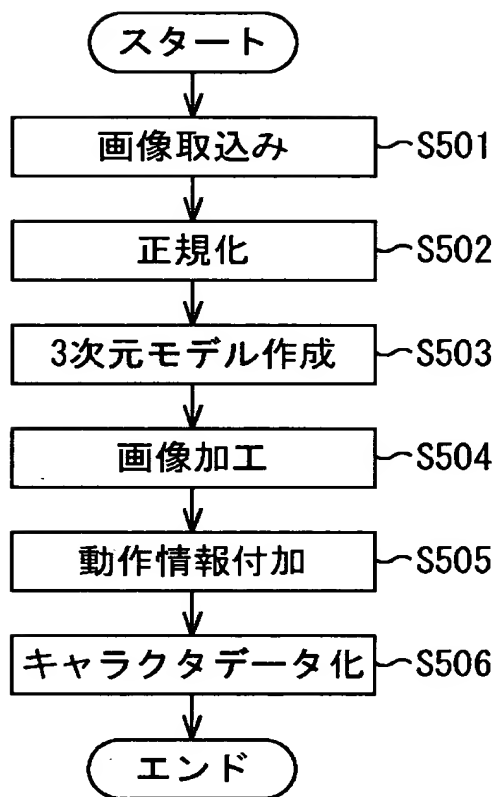 スタート
画像取込み S501
正規化 S502
3次元モデル作成 S503
画像加工 S504
動作情報付加 S505
キャラクタデータ化 S506
エンド